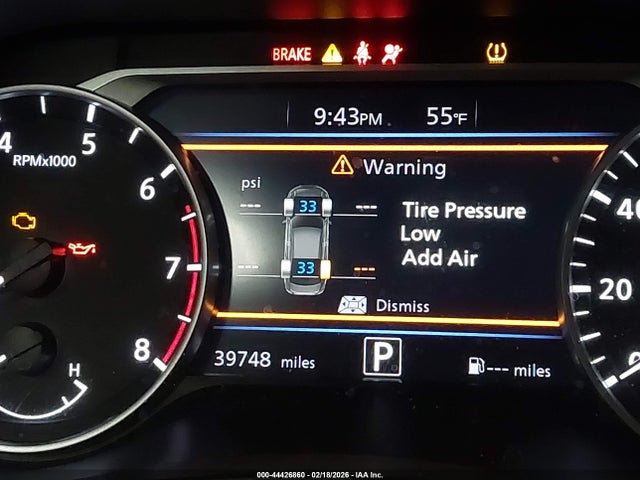 BRAKE
9:43PM 55°F
4 5 6 7 8
RPMx1000
Warning
psi
--- 33 ---
--- 33 ---
Tire Pressure
Low
Add Air
Dismiss
39748 miles
P
--- miles
H
40
20
0
000-44426860 - 02/18/2026 - IAA Inc.